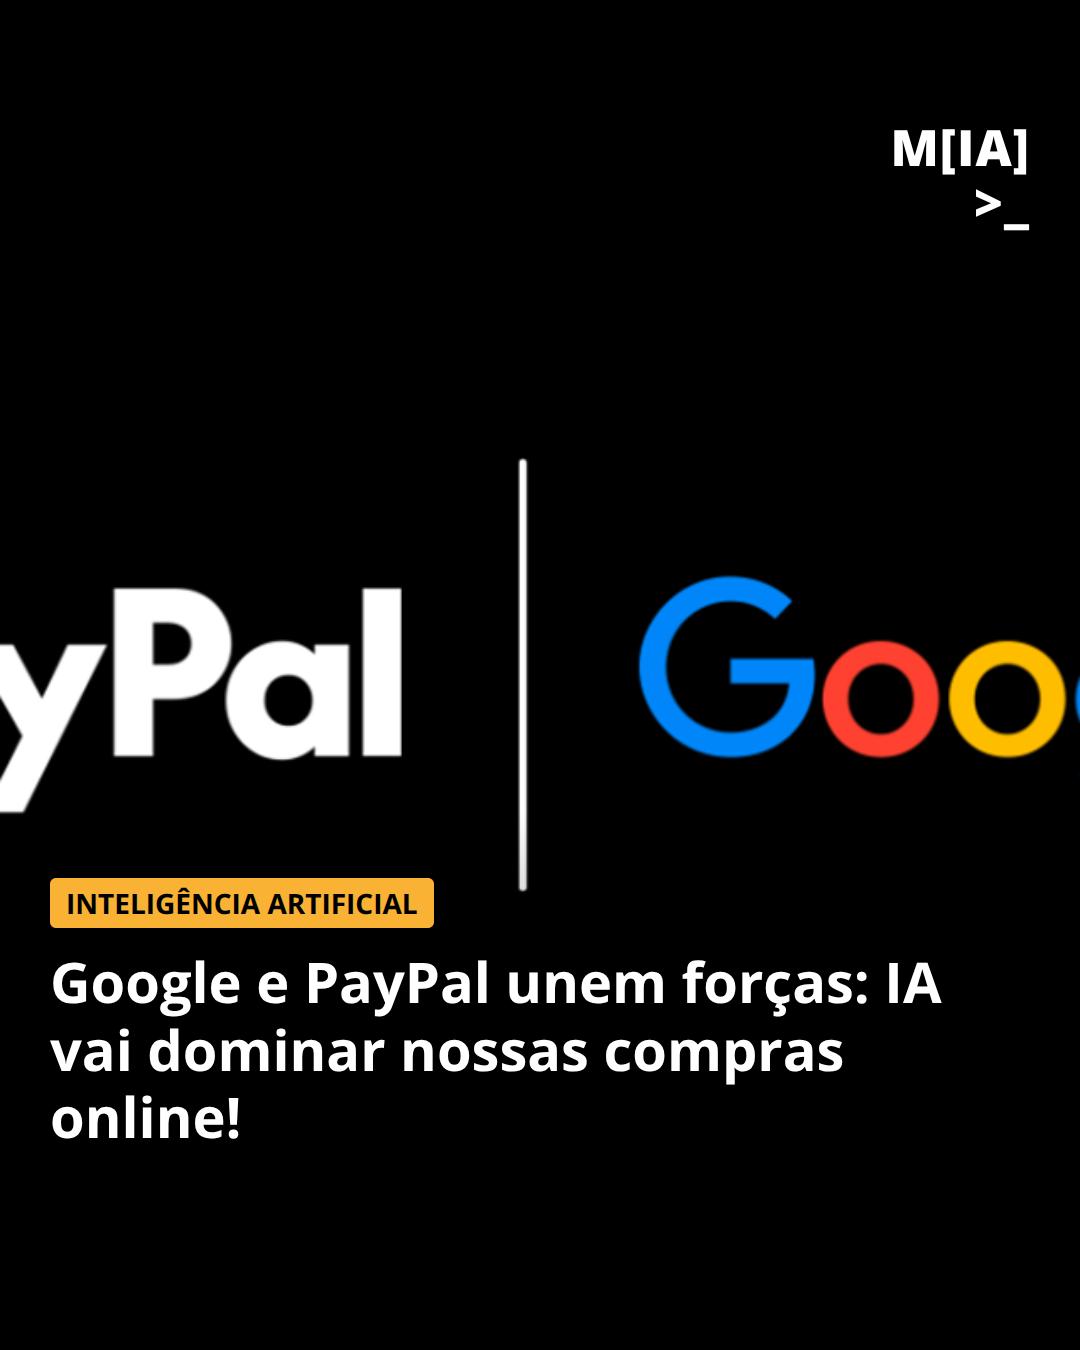 M[IA]
>_
yPal
Goo
INTELIGÊNCIA ARTIFICIAL
Google e PayPal unem forças: IA
vai dominar nossas compras
online!